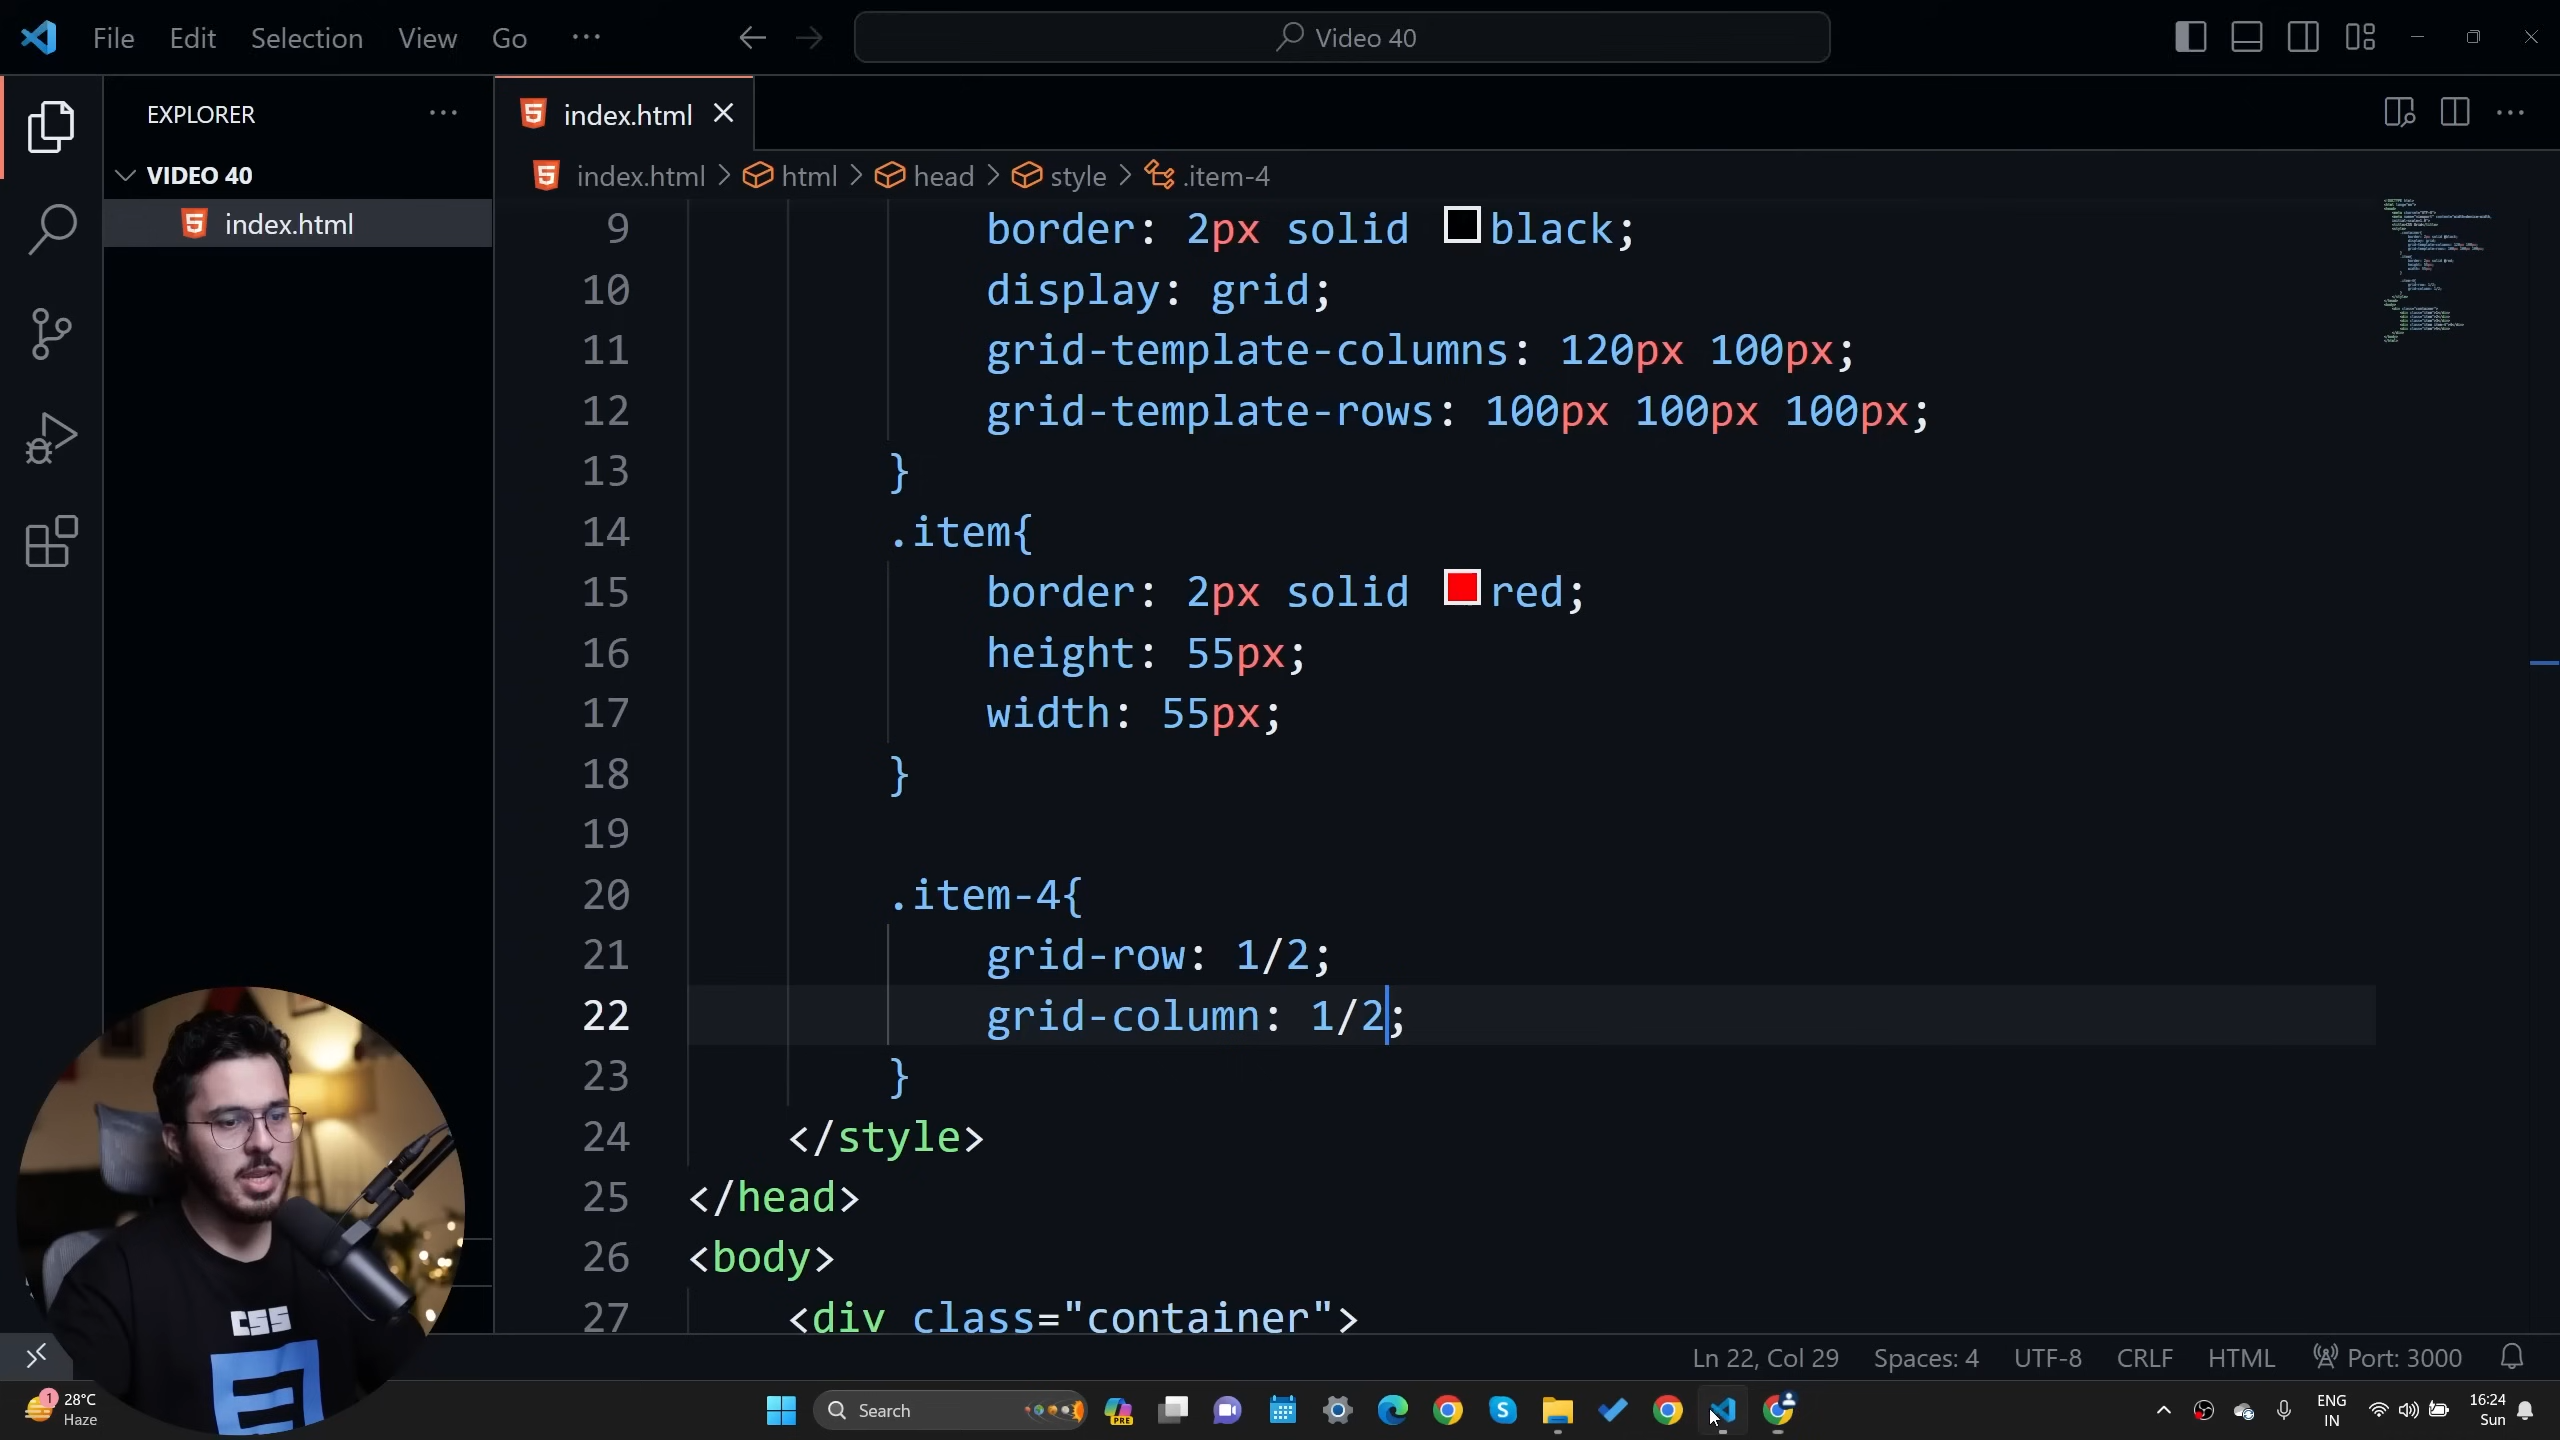 File Edit Selection View Go ···
Video 40
EXPLORER ···
index.html
VIDEO 40
index.html
index.html > html > head > style > .item-4
9 border: 2px solid black;
10 display: grid;
11 grid-template-columns: 120px 100px;
12 grid-template-rows: 100px 100px 100px;
13 }
14 .item{
15 border: 2px solid red;
16 height: 55px;
17 width: 55px;
18 }
19
20 .item-4{
21 grid-row: 1/2;
22 grid-column: 1/2;
23 }
24 </style>
25 </head>
26 <body>
27 <div class="container">
CSS
Ln 22, Col 29 Spaces: 4 UTF-8 CRLF HTML Port: 3000
1
28°C
Haze
Search
PRE
ENG
IN
16:24
Sun